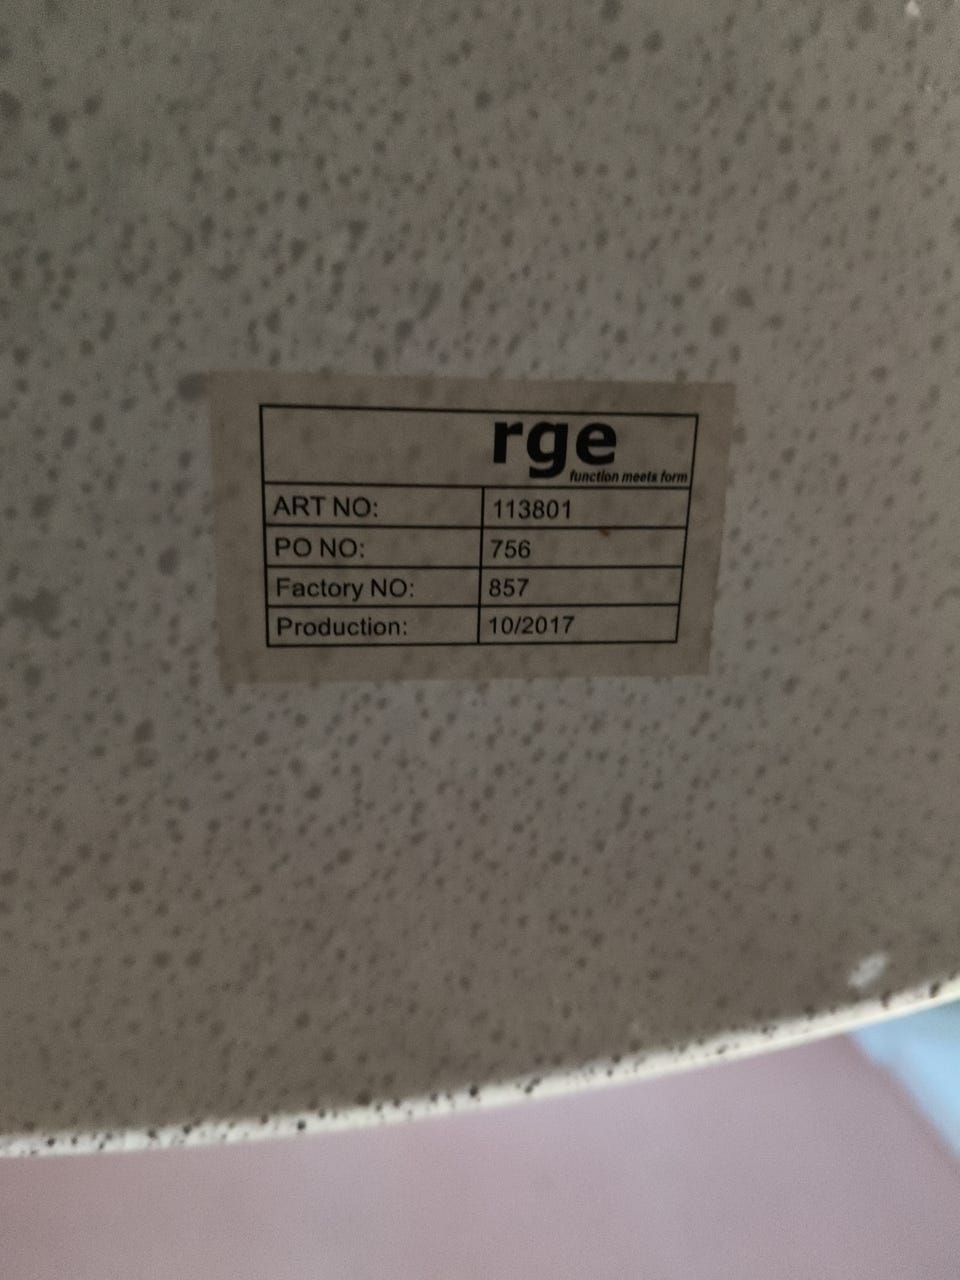 rge
function meets form
ART NO: 113801
PO NO: 756
Factory NO: 857
Production: 10/2017